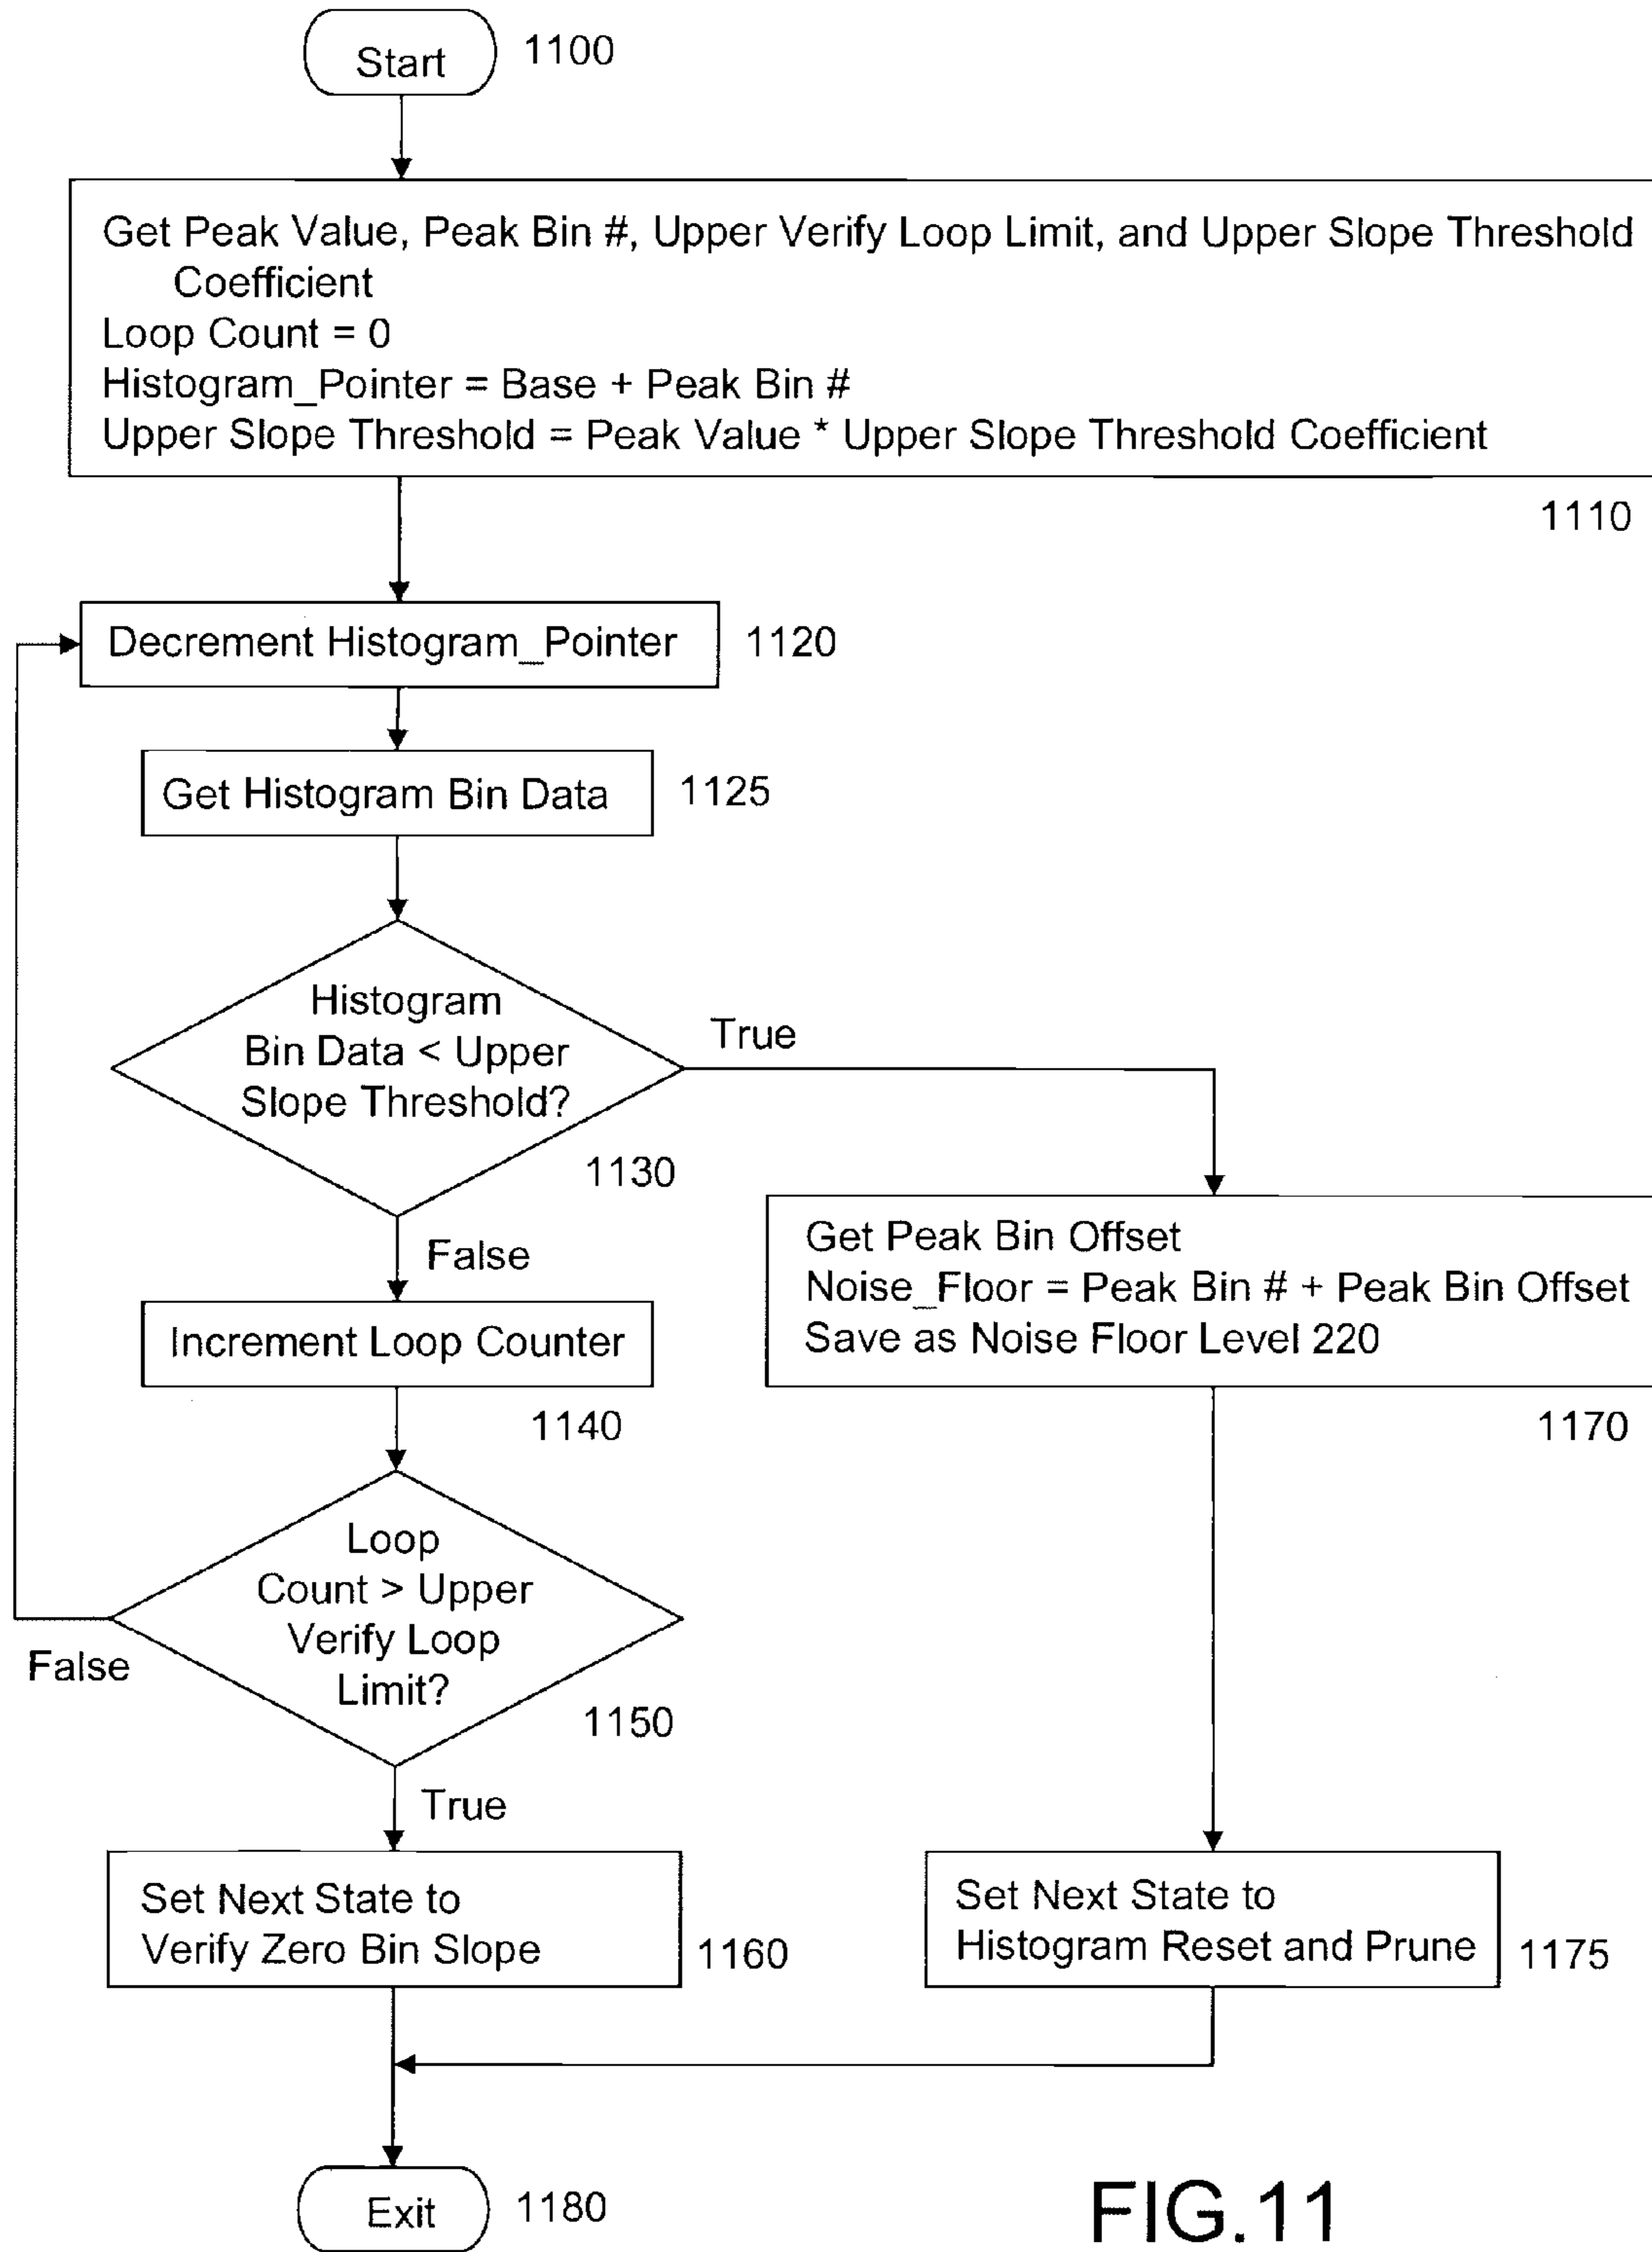 Start
1100
Get Peak Value, Peak Bin #, Upper Verify Loop Limit, and Upper Slope Threshold
Coefficient
Loop Count = 0
Histogram_Pointer = Base + Peak Bin #
Upper Slope Threshold = Peak Value * Upper Slope Threshold Coefficient
1110
Decrement Histogram_Pointer
1120
Get Histogram Bin Data
1125
Histogram
Bin Data < Upper
Slope Threshold?
True
1130
False
Get Peak Bin Offset
Noise_Floor = Peak Bin # + Peak Bin Offset
Save as Noise Floor Level 220
1170
Increment Loop Counter
1140
Loop
Count > Upper
Verify Loop
Limit?
False
1150
True
Set Next State to
Verify Zero Bin Slope
1160
Set Next State to
Histogram Reset and Prune
1175
Exit
1180
FIG.11